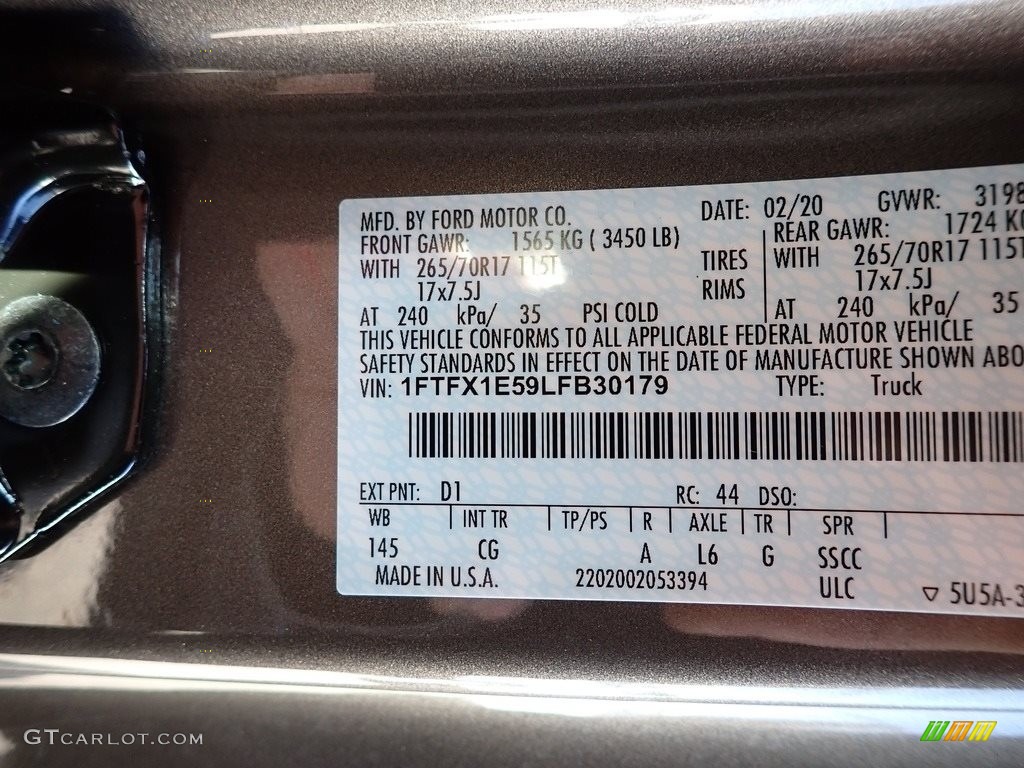 MFD. BY FORD MOTOR CO. DATE: 02/20 GVWR: 3198
FRONT GAWR: 1565 KG ( 3450 LB) REAR GAWR: 1724 KG
WITH 265/70R17 115T TIRES WITH 265/70R17 115T
17x7.5J RIMS 17x7.5J
AT 240 kPa/ 35 PSI COLD AT 240 kPa/ 35
THIS VEHICLE CONFORMS TO ALL APPLICABLE FEDERAL MOTOR VEHICLE
SAFETY STANDARDS IN EFFECT ON THE DATE OF MANUFACTURE SHOWN ABO
VIN: 1FTFX1E59LFB30179 TYPE: Truck
EXT PNT: D1 RC: 44 DSO:
WB INT TR TP/PS R AXLE TR SPR
145 CG A L6 G SSCC
MADE IN U.S.A. 2202002053394 ULC ▽ 5U5A-3
GTCARLOT.COM